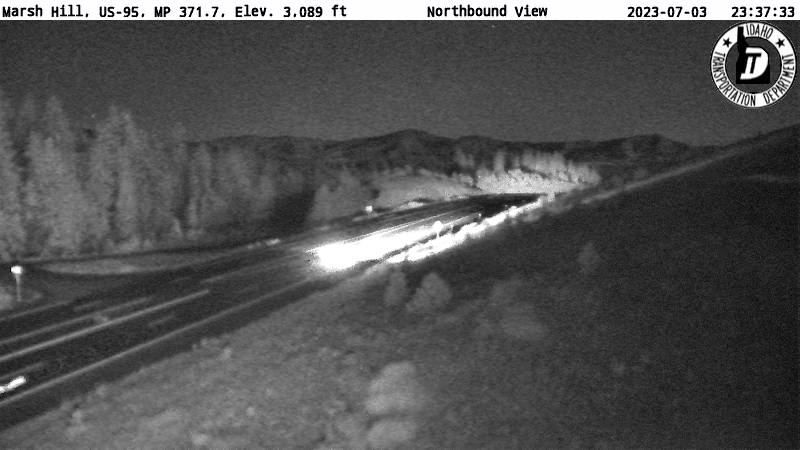 Marsh Hill, US-95, MP 371.7, Elev. 3,089 ft Northbound View 2023-07-03 23:37:33
IDAHO
TRANSPORTATION DEPARTMENT